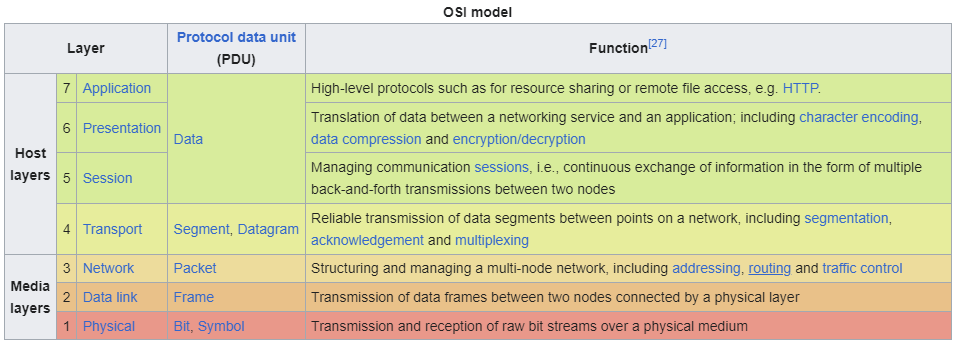 OSI model
Layer
Protocol data unit
(PDU)
Function[27]
Host
layers
7 Application
Data
High-level protocols such as for resource sharing or remote file access, e.g. HTTP.
6 Presentation
Translation of data between a networking service and an application; including character encoding,
data compression and encryption/decryption
5 Session
Managing communication sessions, i.e., continuous exchange of information in the form of multiple
back-and-forth transmissions between two nodes
4 Transport
Segment, Datagram
Reliable transmission of data segments between points on a network, including segmentation,
acknowledgement and multiplexing
Media
layers
3 Network
Packet
Structuring and managing a multi-node network, including addressing, routing and traffic control
2 Data link
Frame
Transmission of data frames between two nodes connected by a physical layer
1 Physical
Bit, Symbol
Transmission and reception of raw bit streams over a physical medium